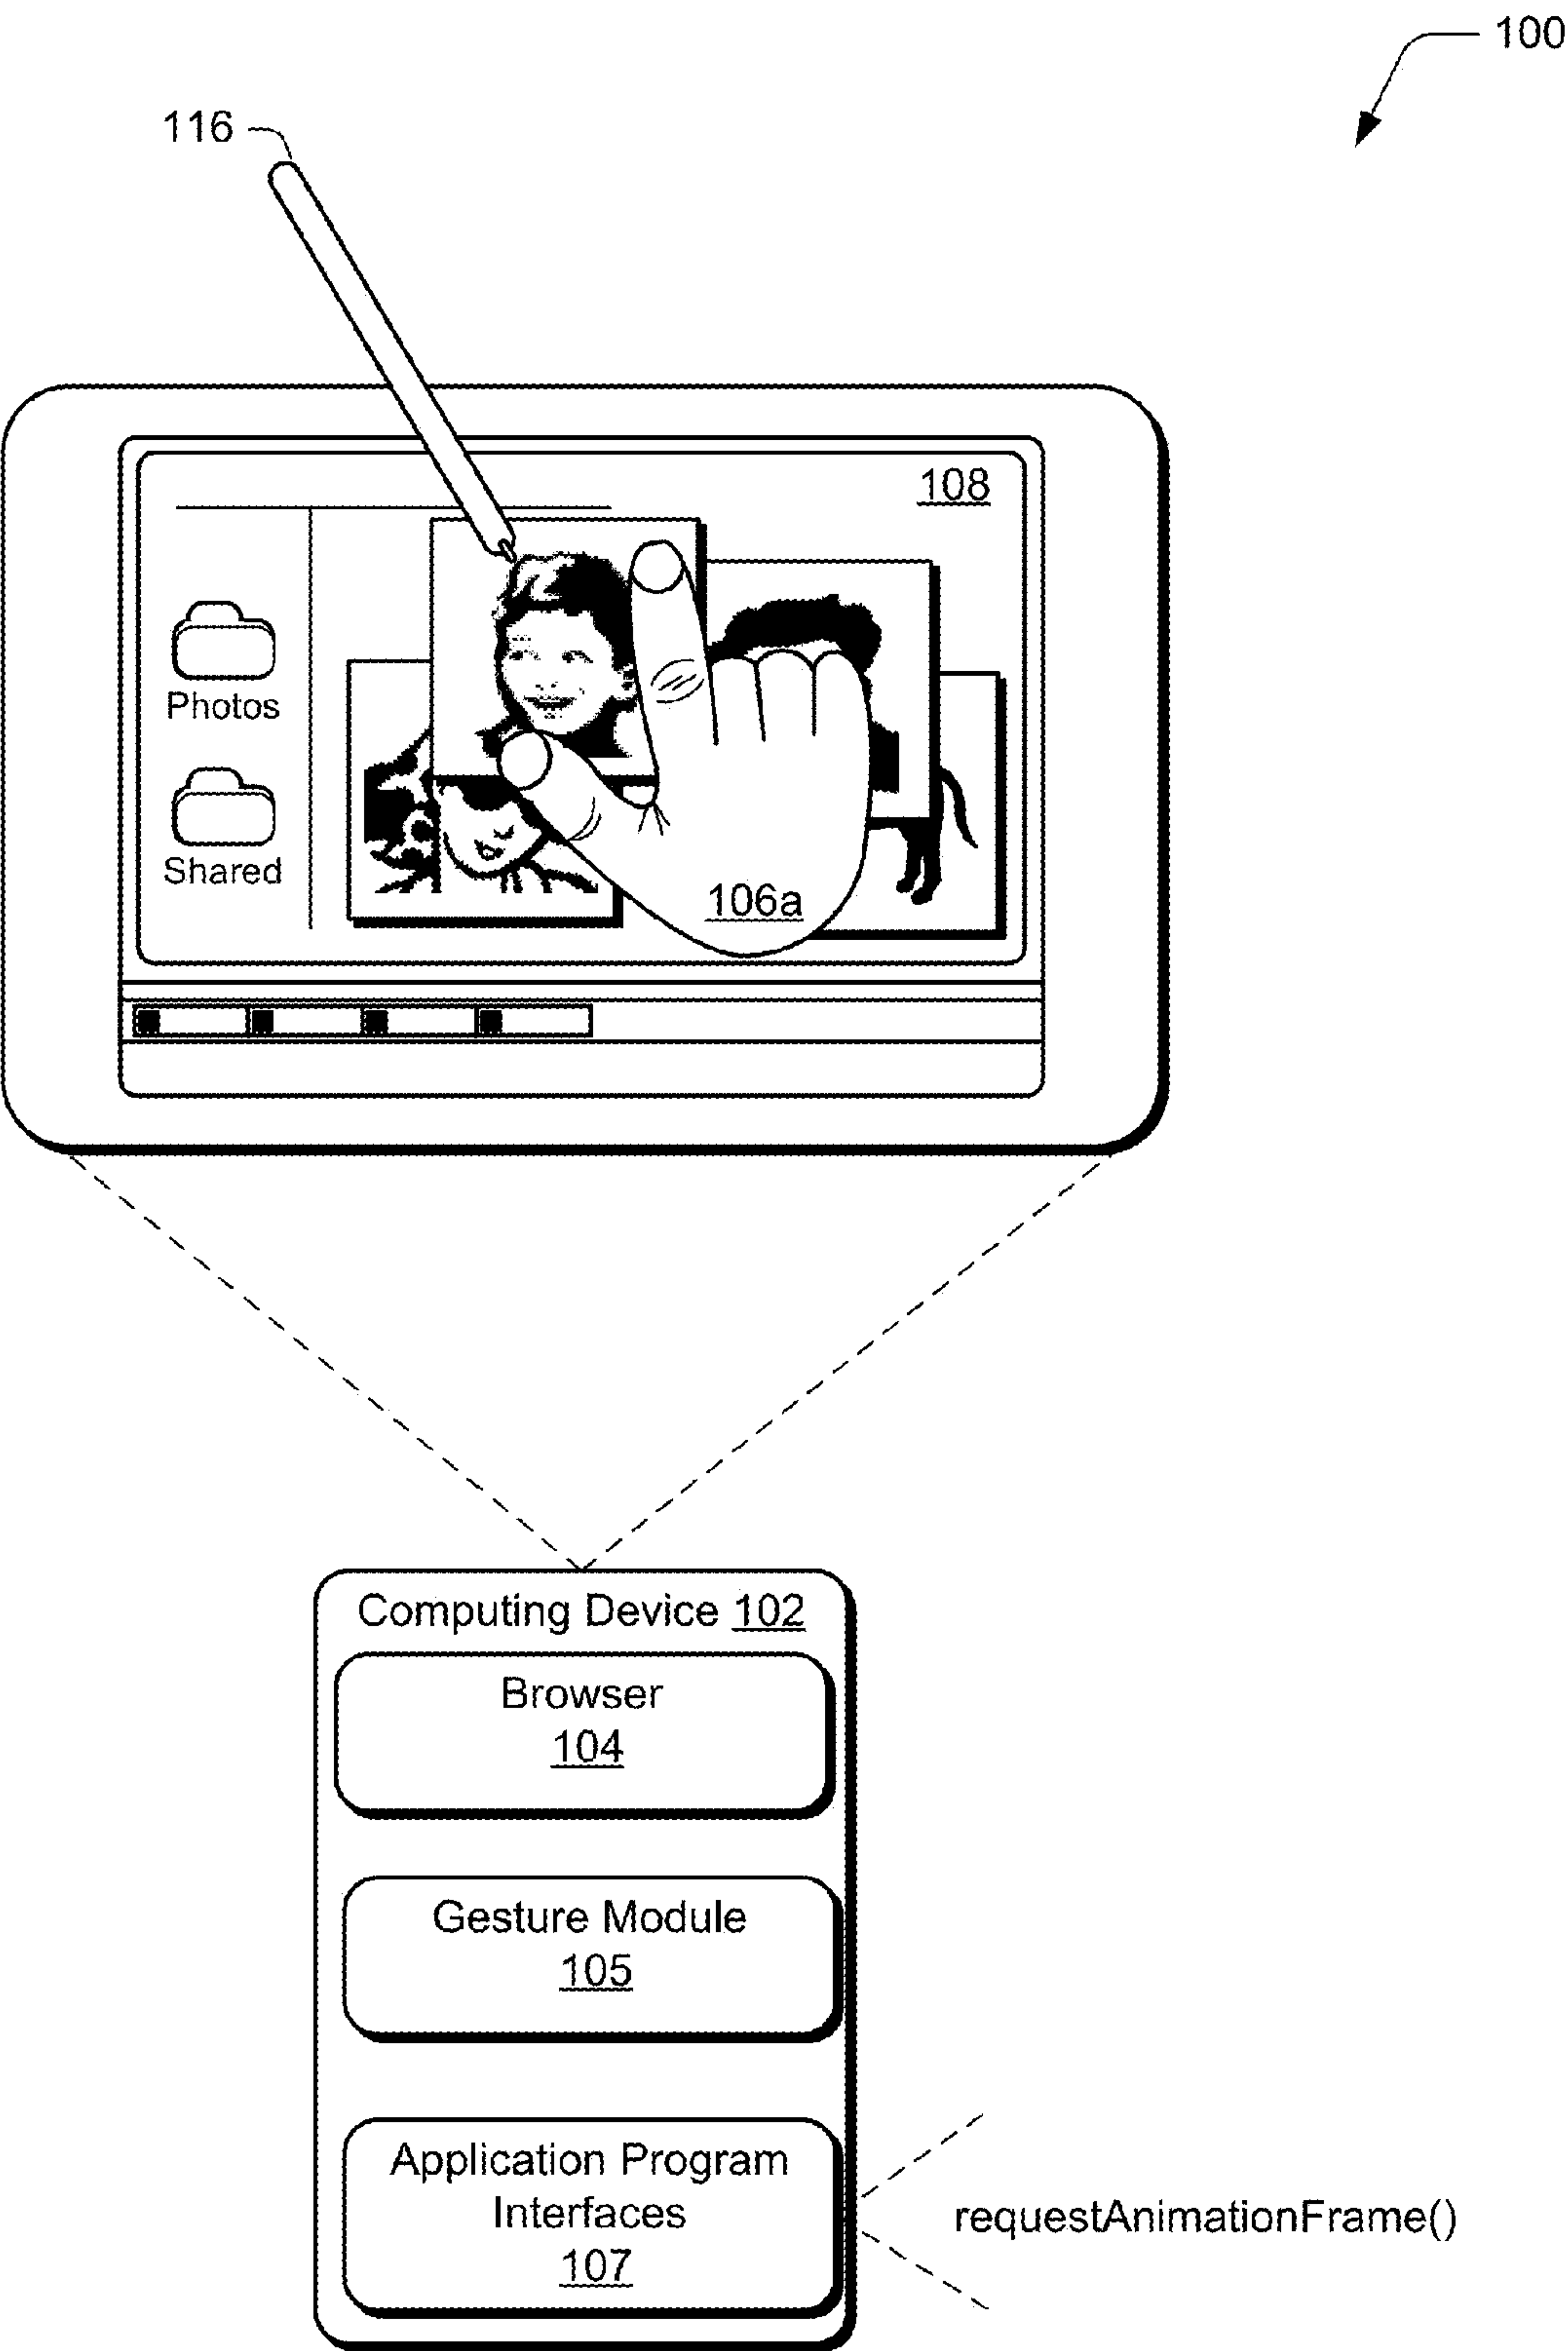 100
116
108
Photos
Shared
106a
Computing Device 102
Browser
104
Gesture Module
105
Application Program
Interfaces
107
requestAnimationFrame()